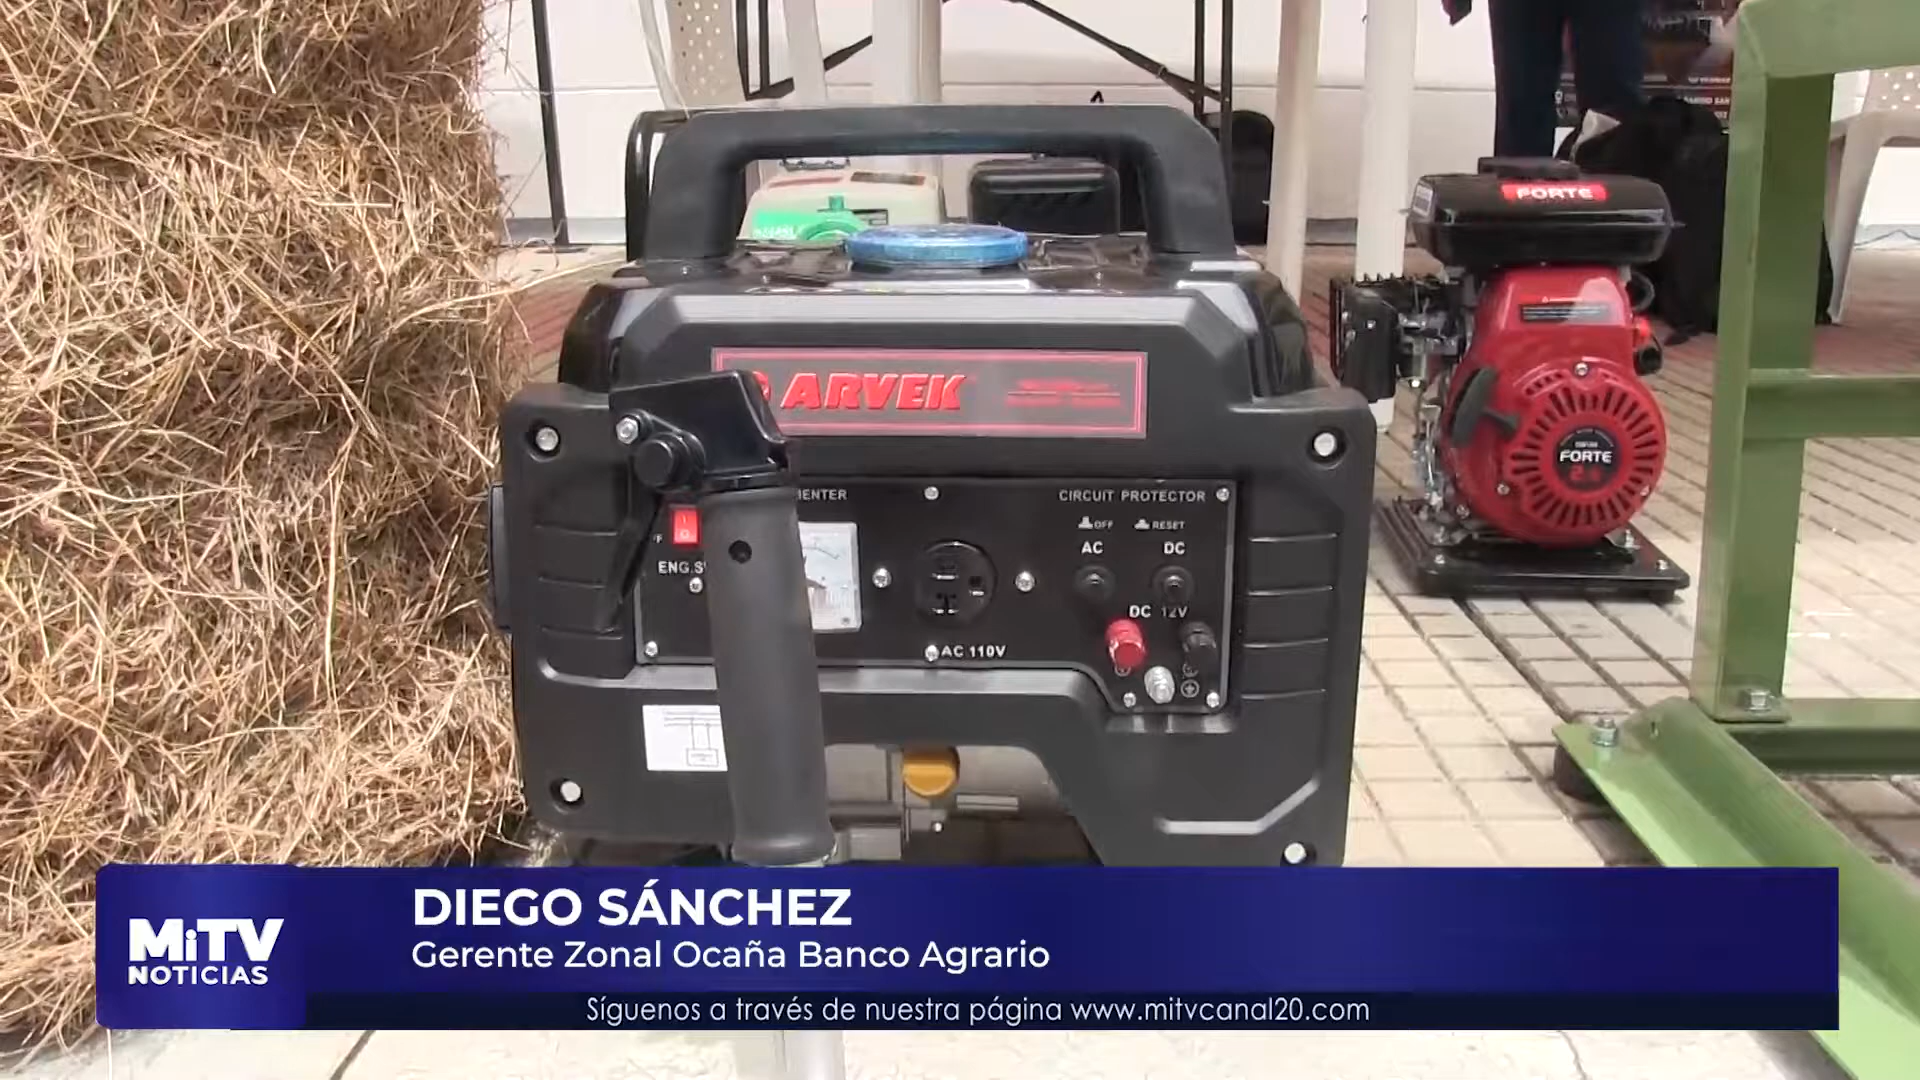 FORTE
ARVEK
CIRCUIT PROTECTOR
OFF
RESET
AC
DC
ENG.S
DC 12V
AC 110V
FORTE
DIEGO SÁNCHEZ
Gerente Zonal Ocaña Banco Agrario
MiTV
NOTICIAS
Síguenos a través de nuestra página www.mitvcanal20.com